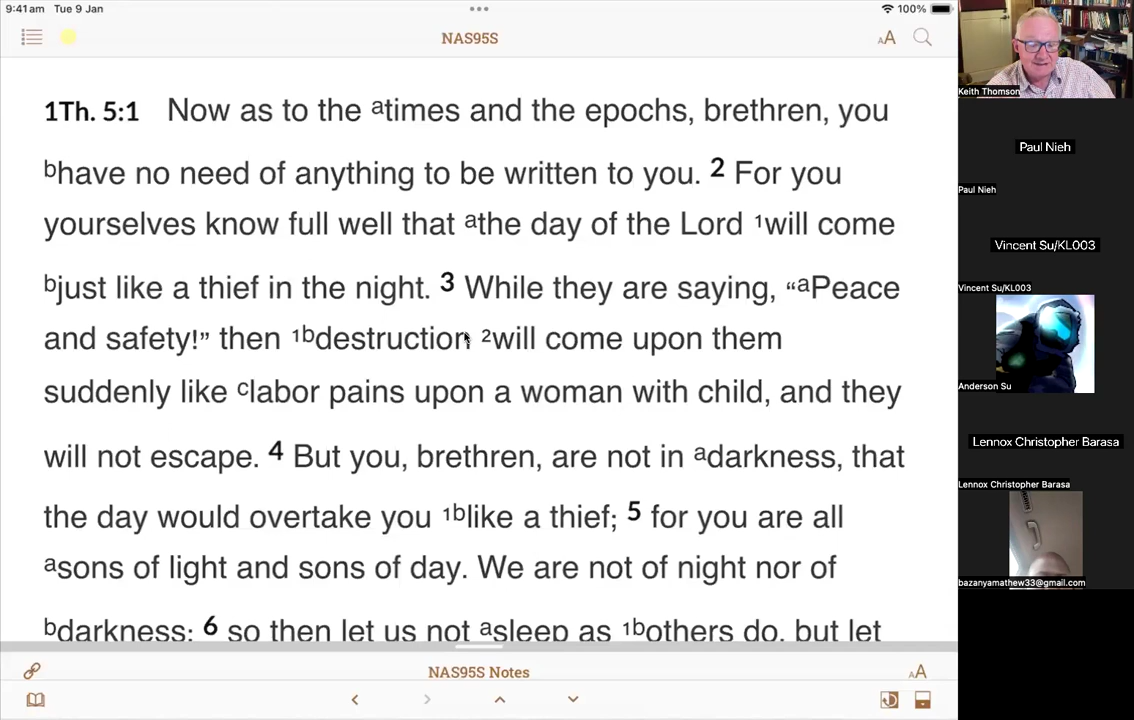 9:41am Tue 9 Jan
100%
NAS95S
AA
1Th. 5:1 Now as to the atimes and the epochs, brethren, you
bhave no need of anything to be written to you. 2 For you
yourselves know full well that athe day of the Lord 1will come
bjust like a thief in the night. 3 While they are saying, “aPeace
and safety!” then 1bdestruction 2will come upon them
suddenly like clabor pains upon a woman with child, and they
will not escape. 4 But you, brethren, are not in adarkness, that
the day would overtake you 1blike a thief; 5 for you are all
asons of light and sons of day. We are not of night nor of
bdarkness; 6 so then let us not asleep as 1bothers do, but let
NAS95S Notes
AA
Keith Thomson
Paul Nieh
Paul Nieh
Vincent Su/KL003
Vincent Su/KL003
Anderson Su
Lennox Christopher Barasa
Lennox Christopher Barasa
bazanyamathew33@gmail.com